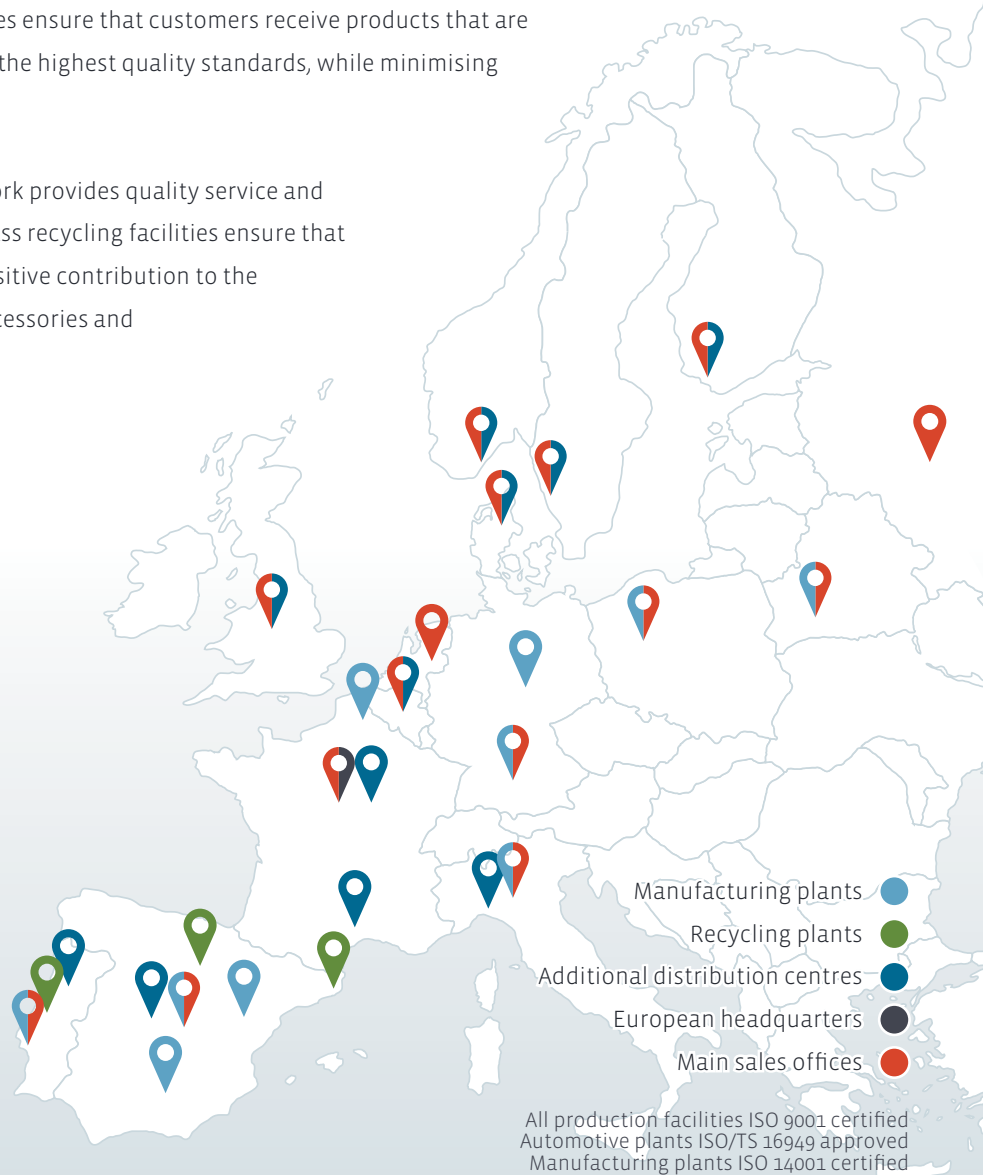 es ensure that customers receive products that are
the highest quality standards, while minimising
rk provides quality service and
ss recycling facilities ensure that
sitive contribution to the
cessories and
Manufacturing plants
Recycling plants
Additional distribution centres
European headquarters
Main sales offices
All production facilities ISO 9001 certified
Automotive plants ISO/TS 16949 approved
Manufacturing plants ISO 14001 certified